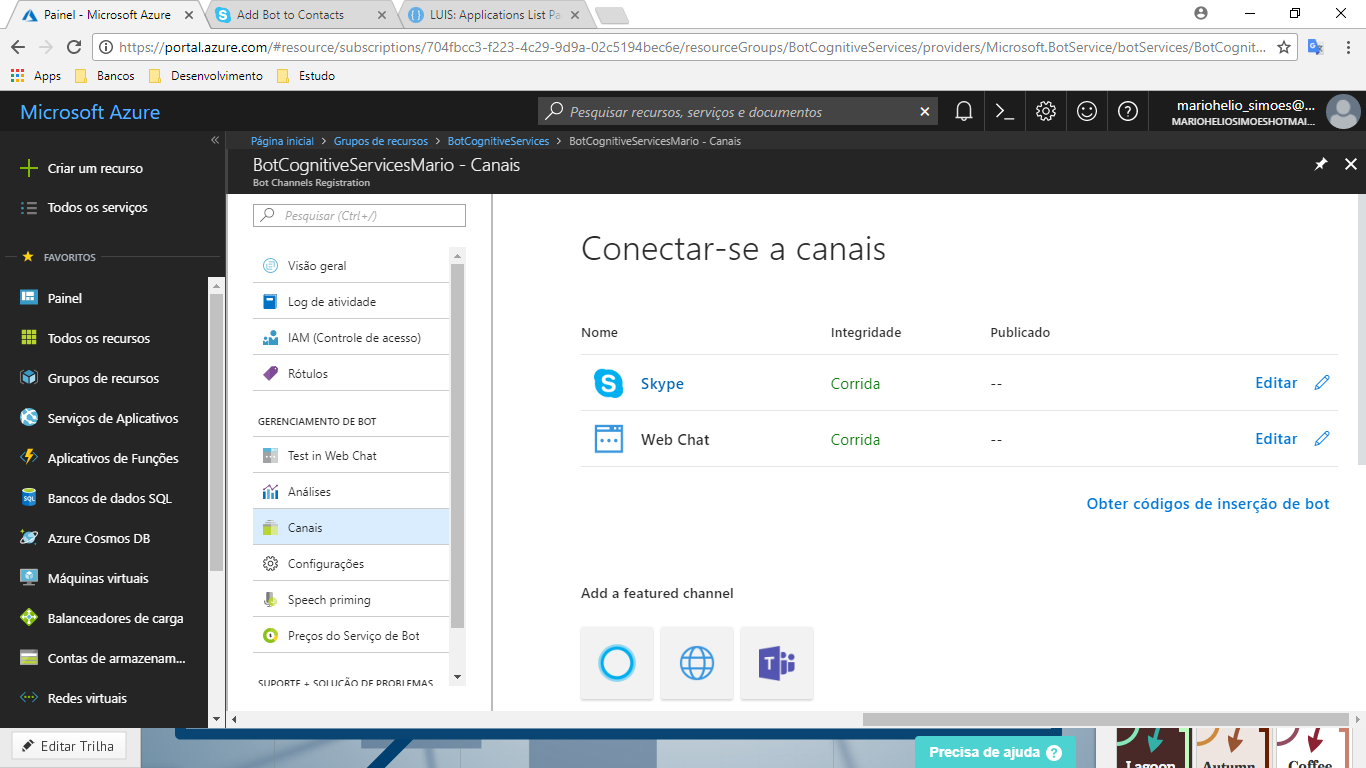 Painel - Microsoft Azure
Add Bot to Contacts
LUIS: Applications List Pa
https://portal.azure.com/#resource/subscriptions/704fbcc3-f223-4c29-9d9a-02c5194bec6e/resourceGroups/BotCognitiveServices/providers/Microsoft.BotService/botServices/BotCognit...
Apps
Bancos
Desenvolvimento
Estudo
Microsoft Azure
Pesquisar recursos, serviços e documentos
mariohelio_simoes@...
MARIOHELIOSIMOESHOTMAI...
Página inicial > Grupos de recursos > BotCognitiveServices > BotCognitiveServicesMario - Canais
BotCognitiveServicesMario - Canais
Bot Channels Registration
Criar um recurso
Todos os serviços
FAVORITOS
Painel
Todos os recursos
Grupos de recursos
Serviços de Aplicativos
Aplicativos de Funções
Bancos de dados SQL
Azure Cosmos DB
Máquinas virtuais
Balanceadores de carga
Contas de armazenam...
Redes virtuais
Pesquisar (Ctrl+/)
Visão geral
Log de atividade
IAM (Controle de acesso)
Rótulos
GERENCIAMENTO DE BOT
Test in Web Chat
Análises
Canais
Configurações
Speech priming
Preços do Serviço de Bot
SUPORTE + SOLUÇÃO DE PROBLEMAS
Conectar-se a canais
Nome Integridade Publicado
Skype Corrida -- Editar
Web Chat Corrida -- Editar
Obter códigos de inserção de bot
Add a featured channel
Editar Trilha
Precisa de ajuda ?
Lagoon
Autumn
Coffee